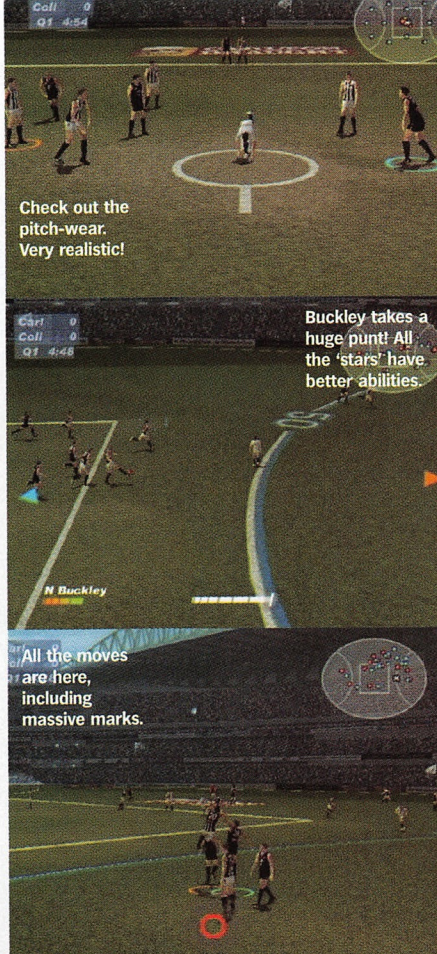 Coll 0
Q1 4:54
Check out the
pitch-wear.
Very realistic!
Carl 0
Coll 0
Q1 4:48
Buckley takes a
huge punt! All
the ‘stars’ have
better abilities.
50
N Buckley
All the moves
are here,
including
massive marks.